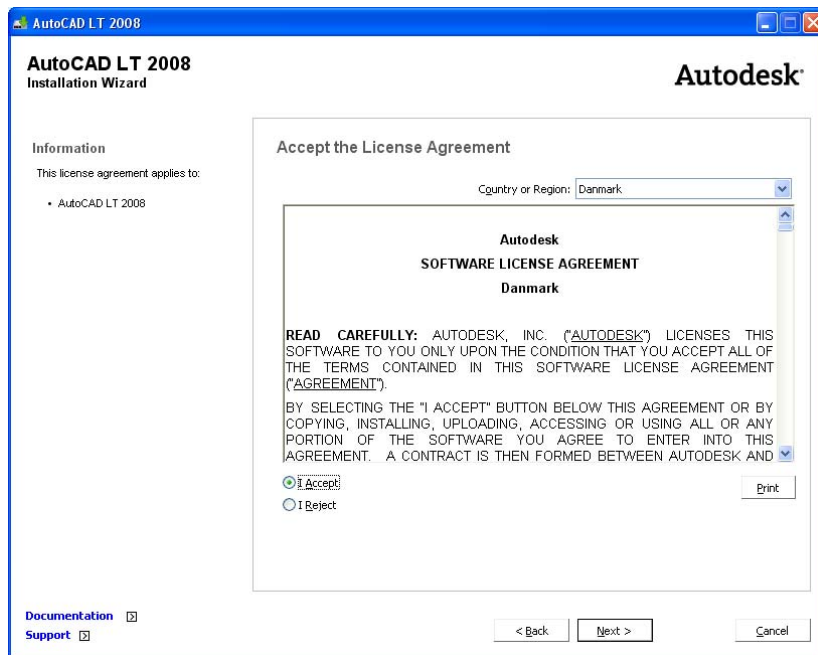 AutoCAD LT 2008
AutoCAD LT 2008
Installation Wizard
Autodesk
Information
This license agreement applies to:
• AutoCAD LT 2008
Accept the License Agreement
Country or Region: Danmark
Autodesk
SOFTWARE LICENSE AGREEMENT
Danmark
READ CAREFULLY: AUTODESK, INC. ("AUTODESK") LICENSES THIS
SOFTWARE TO YOU ONLY UPON THE CONDITION THAT YOU ACCEPT ALL OF
THE TERMS CONTAINED IN THIS SOFTWARE LICENSE AGREEMENT
("AGREEMENT").
BY SELECTING THE "I ACCEPT" BUTTON BELOW THIS AGREEMENT OR BY
COPYING, INSTALLING, UPLOADING, ACCESSING OR USING ALL OR ANY
PORTION OF THE SOFTWARE YOU AGREE TO ENTER INTO THIS
AGREEMENT. A CONTRACT IS THEN FORMED BETWEEN AUTODESK AND
I Accept
I Reject
Print
Documentation
Support
< Back
Next >
Cancel